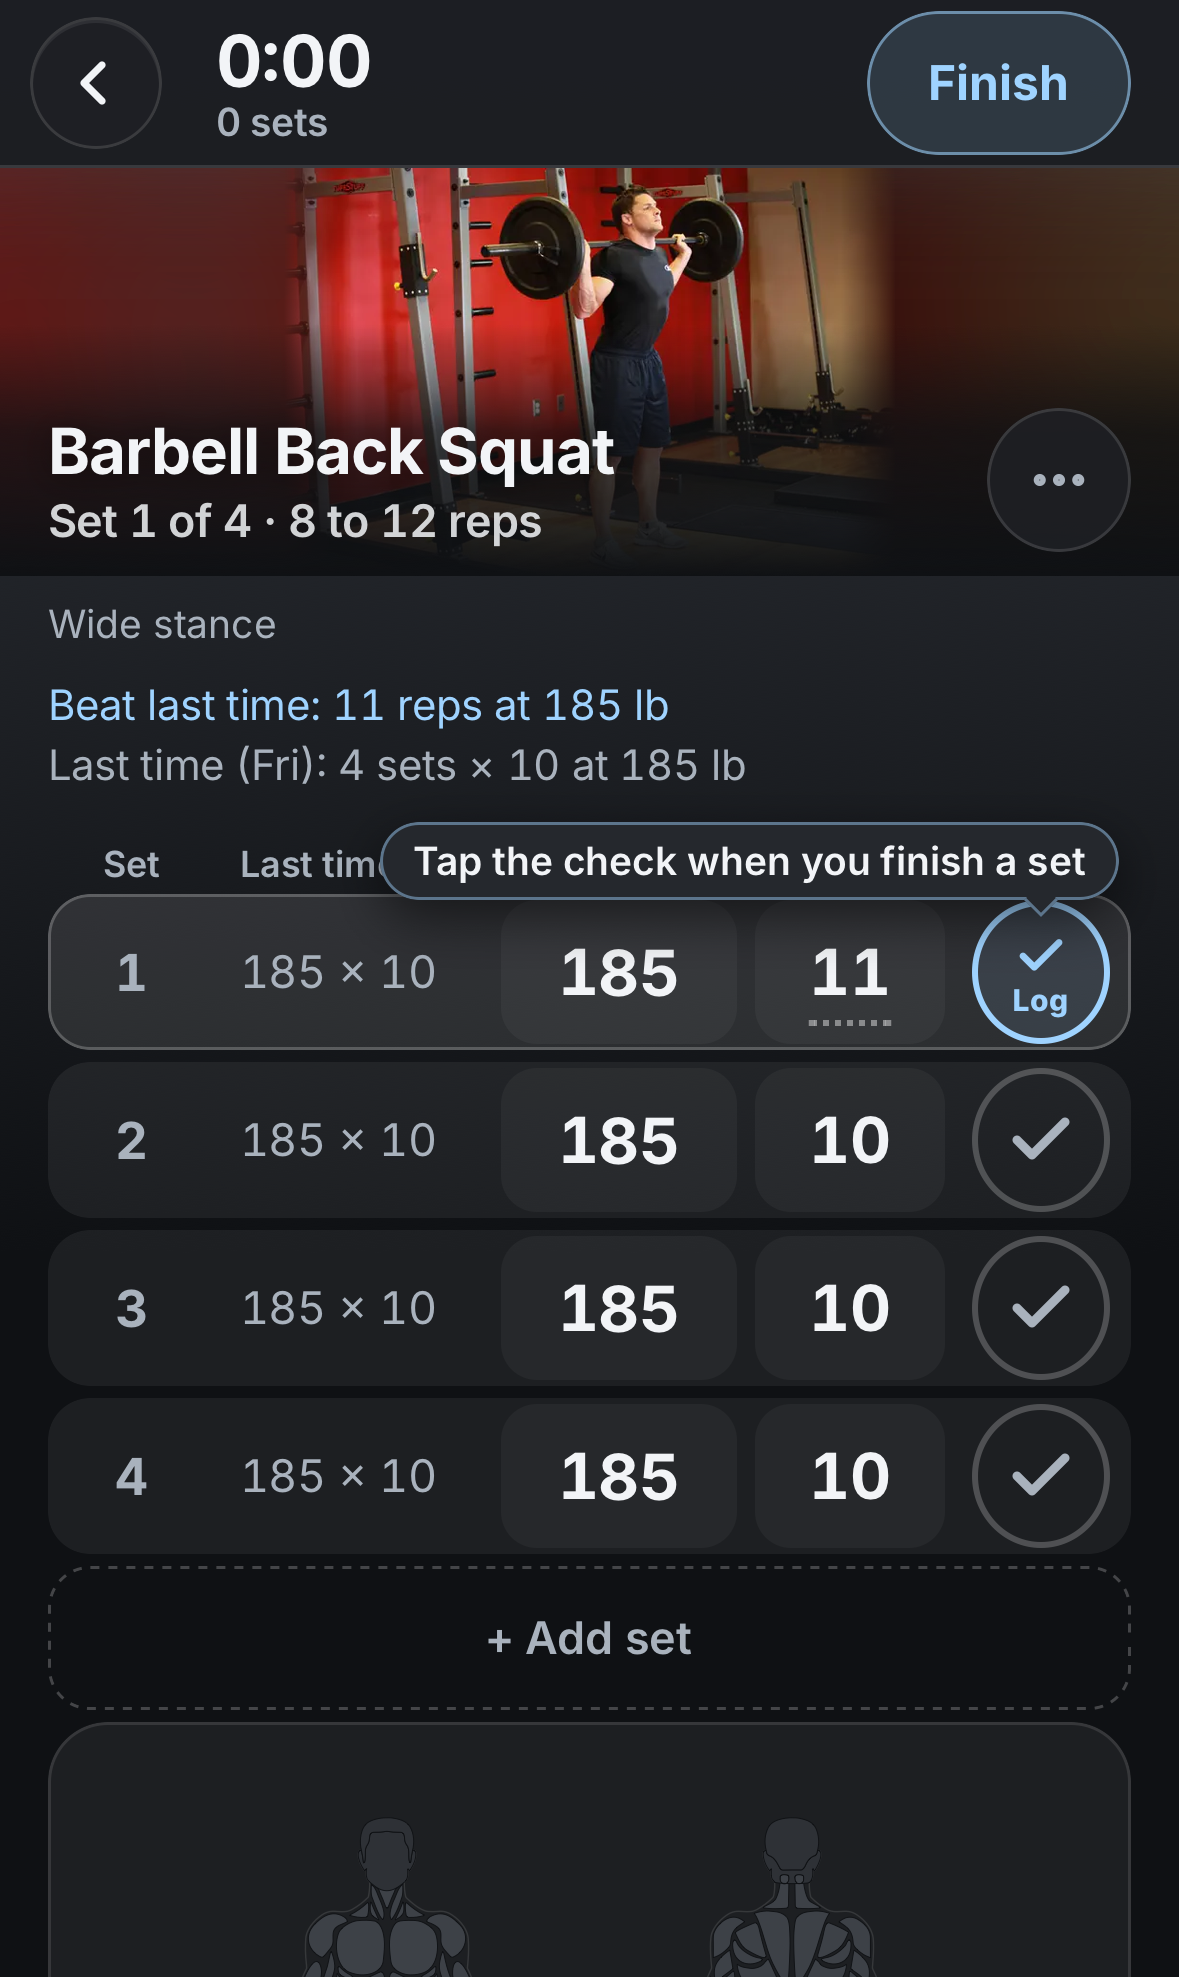 0:00
0 sets
Finish
Barbell Back Squat
Set 1 of 4 · 8 to 12 reps
Wide stance
Beat last time: 11 reps at 185 lb
Last time (Fri): 4 sets × 10 at 185 lb
Tap the check when you finish a set
Set Last
1 185 × 10 185 11 Log
2 185 × 10 185 10
3 185 × 10 185 10
4 185 × 10 185 10
+ Add set